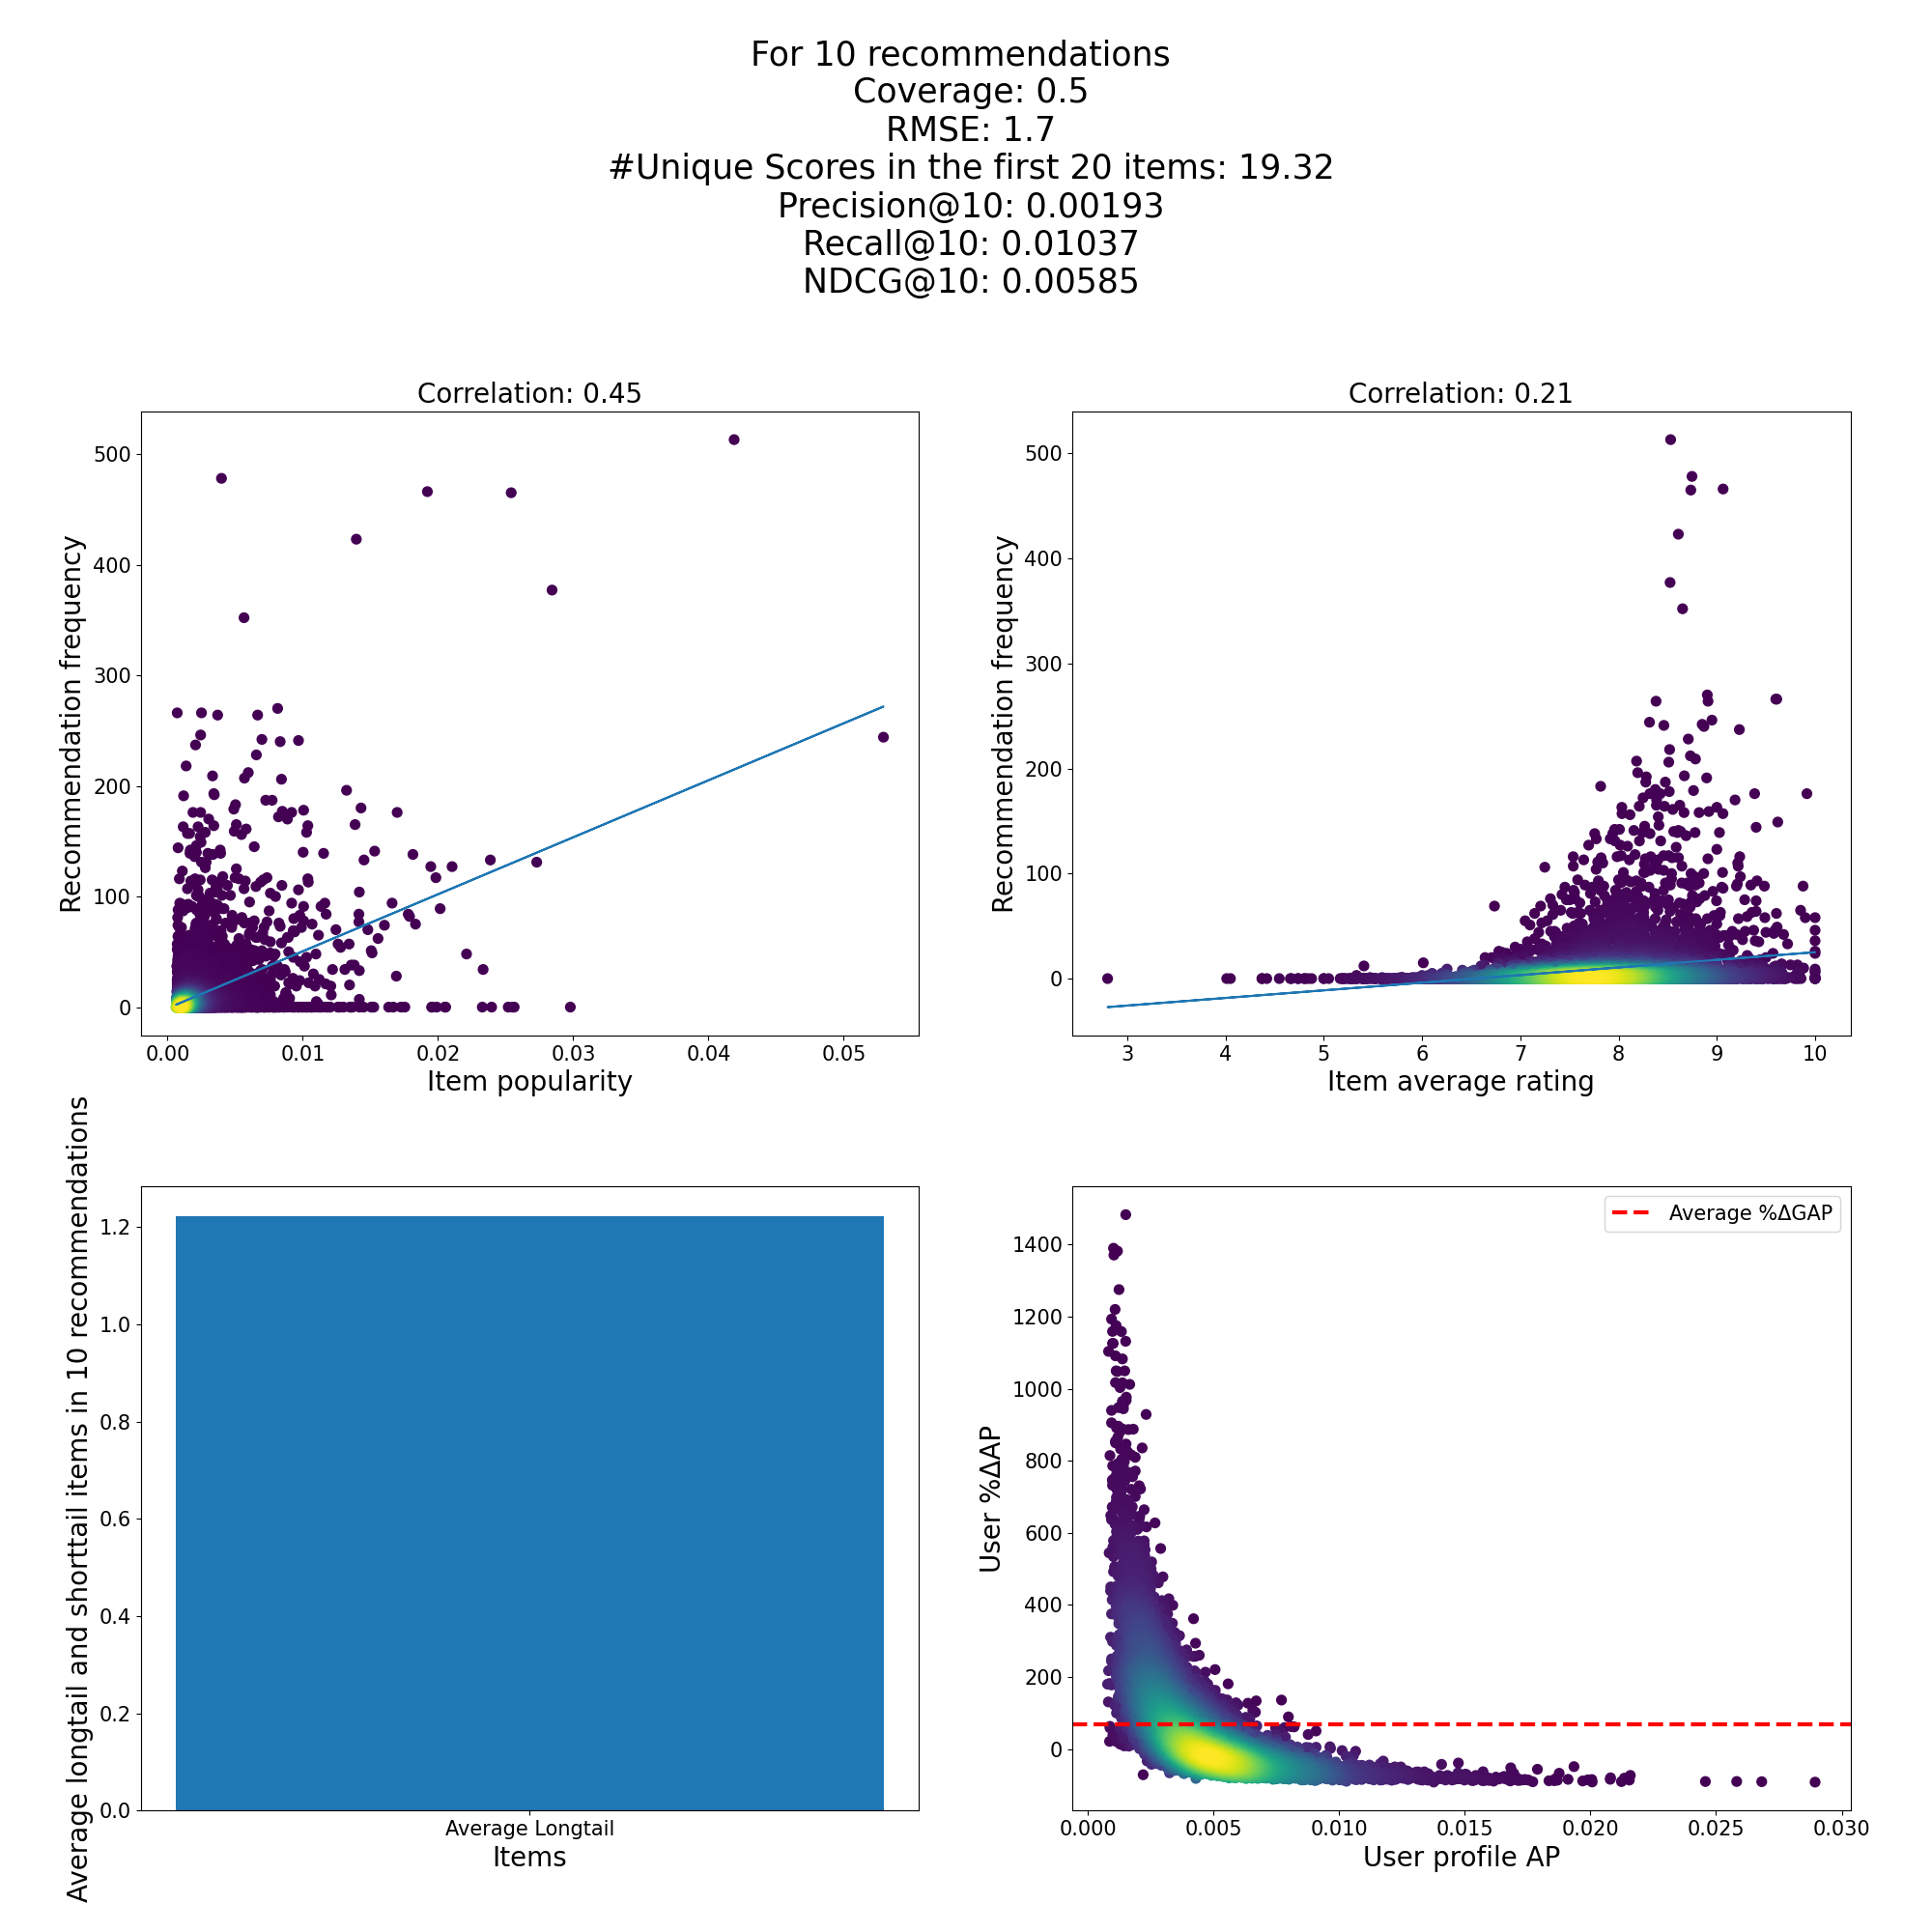 For 10 recommendations
Coverage: 0.5
RMSE: 1.7
#Unique Scores in the first 20 items: 19.32
Precision@10: 0.00193
Recall@10: 0.01037
NDCG@10: 0.00585
Correlation: 0.45
Recommendation frequency
500
400
300
200
100
0
0.00 0.01 0.02 0.03 0.04 0.05
Item popularity
Correlation: 0.21
Recommendation frequency
500
400
300
200
100
0
3 4 5 6 7 8 9 10
Item average rating
Average longtail and shorttail items in 10 recommendations
1.2
1.0
0.8
0.6
0.4
0.2
0.0
Average Longtail
Items
Average %ΔGAP
User %ΔAP
1400
1200
1000
800
600
400
200
0
0.000 0.005 0.010 0.015 0.020 0.025 0.030
User profile AP